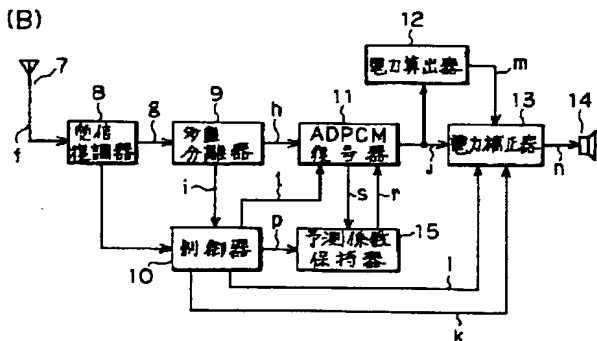 (B)
12
電力算出器
m
7
8
9
11
13
14
受信
復調器
g
多重
分離器
h
ADPCM
復号器
j
電力補正器
n
f
i
t
s
r
制御器
p
予測係数
保持器
15
10
l
k